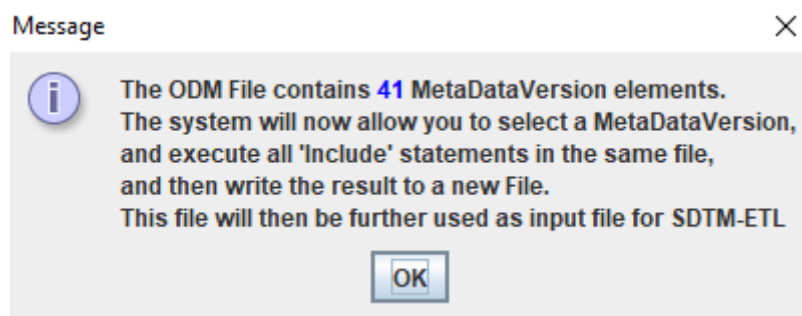 Message
The ODM File contains 41 MetaDataVersion elements.
The system will now allow you to select a MetaDataVersion,
and execute all 'Include' statements in the same file,
and then write the result to a new File.
This file will then be further used as input file for SDTM-ETL
OK